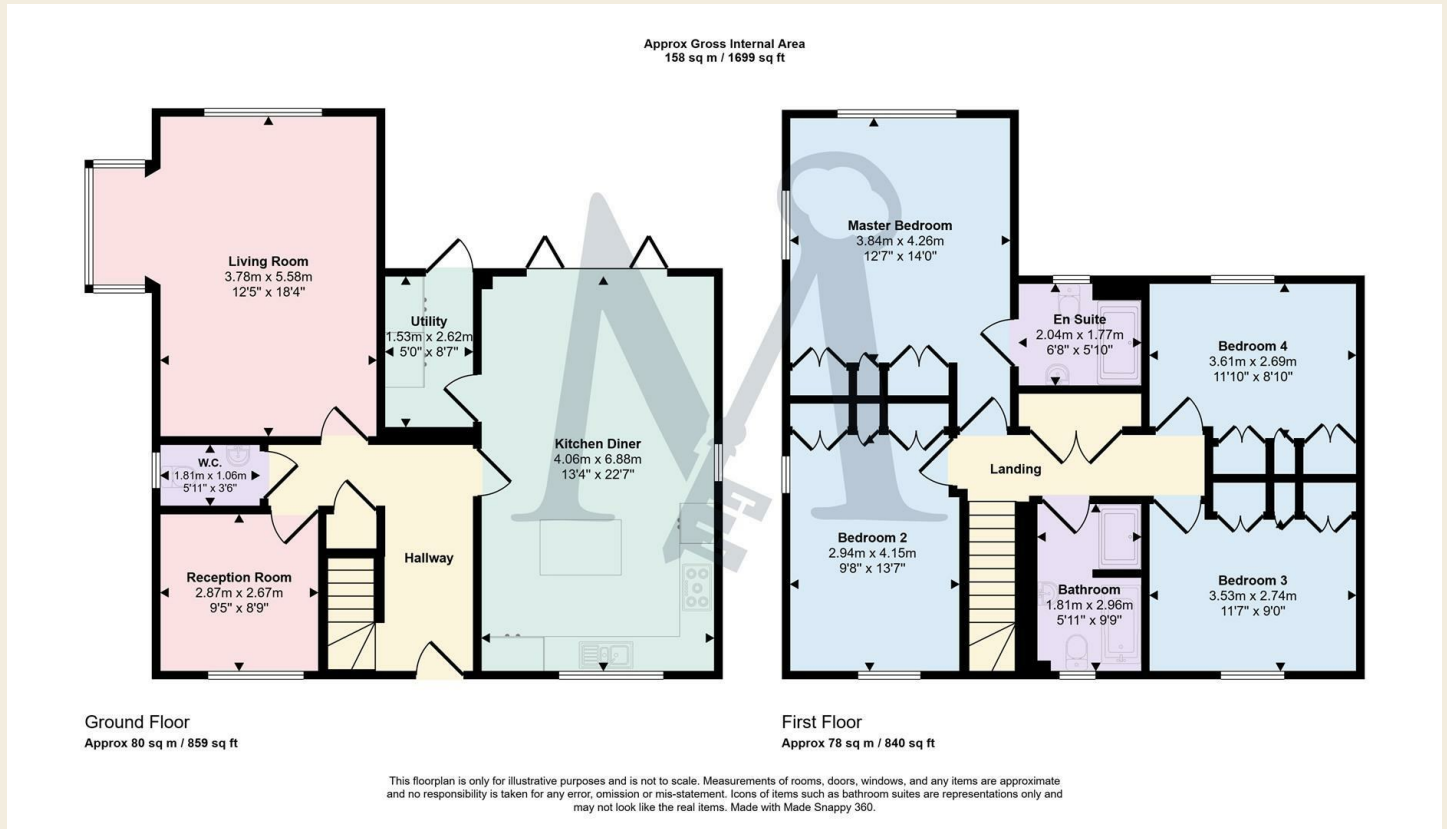 Approx Gross Internal Area
158 sq m / 1699 sq ft
Living Room
3.78m x 5.58m
12'5" x 18'4"
Utility
1.53m x 2.62m
5'0" x 8'7"
Kitchen Diner
4.06m x 6.88m
13'4" x 22'7"
W.C.
1.81m x 1.06m
5'11" x 3'6"
Reception Room
2.87m x 2.67m
9'5" x 8'9"
Hallway
Ground Floor
Approx 80 sq m / 859 sq ft
Master Bedroom
3.84m x 4.26m
12'7" x 14'0"
En Suite
2.04m x 1.77m
6'8" x 5'10"
Bedroom 4
3.61m x 2.69m
11'10" x 8'10"
Landing
Bedroom 2
2.94m x 4.15m
9'8" x 13'7"
Bathroom
1.81m x 2.96m
5'11" x 9'9"
Bedroom 3
3.53m x 2.74m
11'7" x 9'0"
First Floor
Approx 78 sq m / 840 sq ft
This floorplan is only for illustrative purposes and is not to scale. Measurements of rooms, doors, windows, and any items are approximate
and no responsibility is taken for any error, omission or mis-statement. Icons of items such as bathroom suites are representations only and
may not look like the real items. Made with Made Snappy 360.